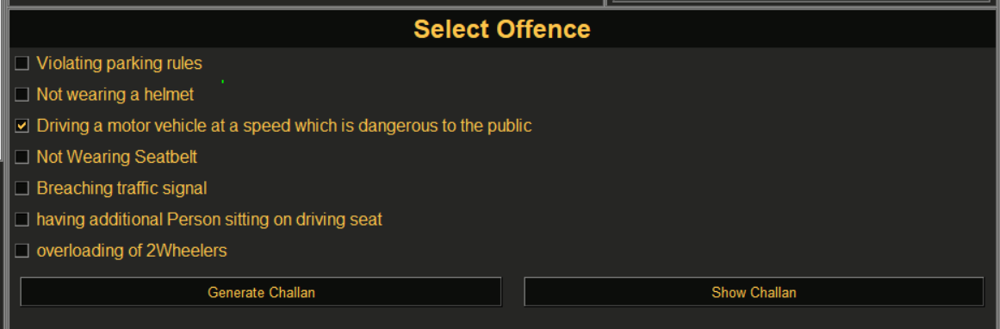 Select Offence
Violating parking rules
Not wearing a helmet
Driving a motor vehicle at a speed which is dangerous to the public
Not Wearing Seatbelt
Breaching traffic signal
having additional Person sitting on driving seat
overloading of 2Wheelers
Generate Challan
Show Challan